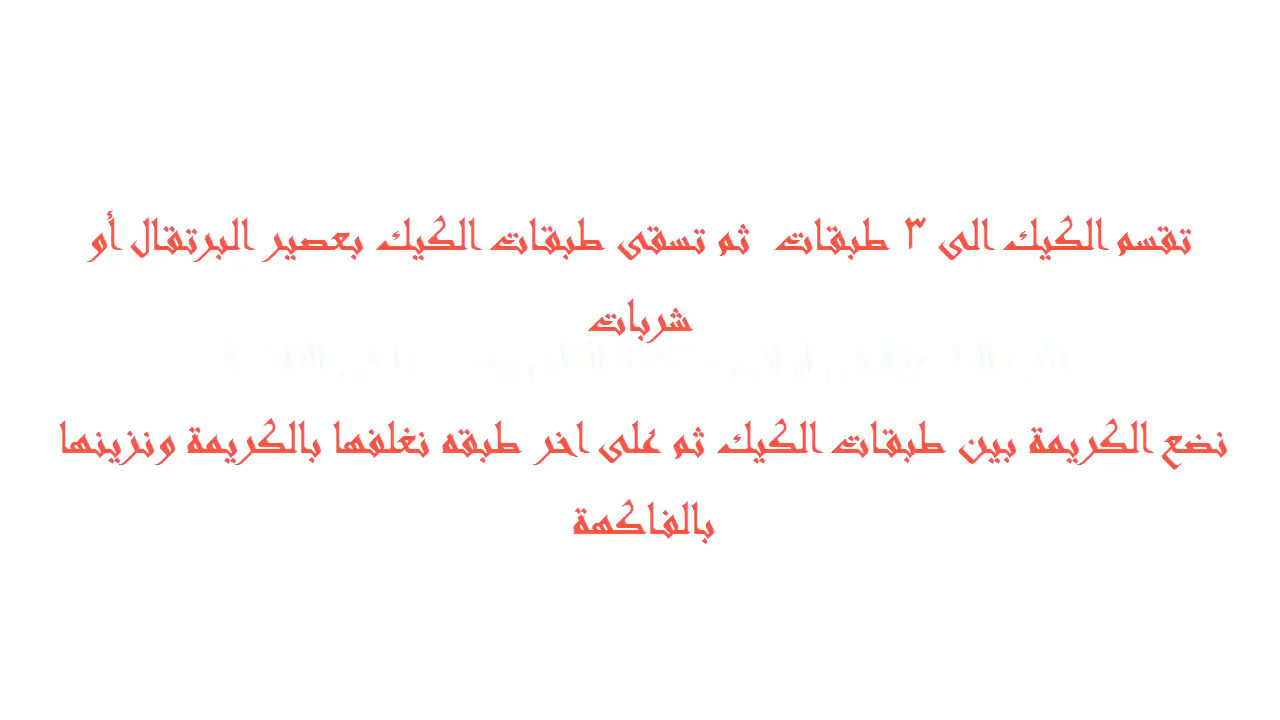 تقسم الكيك الى ٣ طبقات ثم تسقى طبقات الكيك بعصير البرتقال أو
شربات
نضع الكريمة بين طبقات الكيك ثم على اخر طبقه نغلفها بالكريمة ونزينها
بالفاكهة